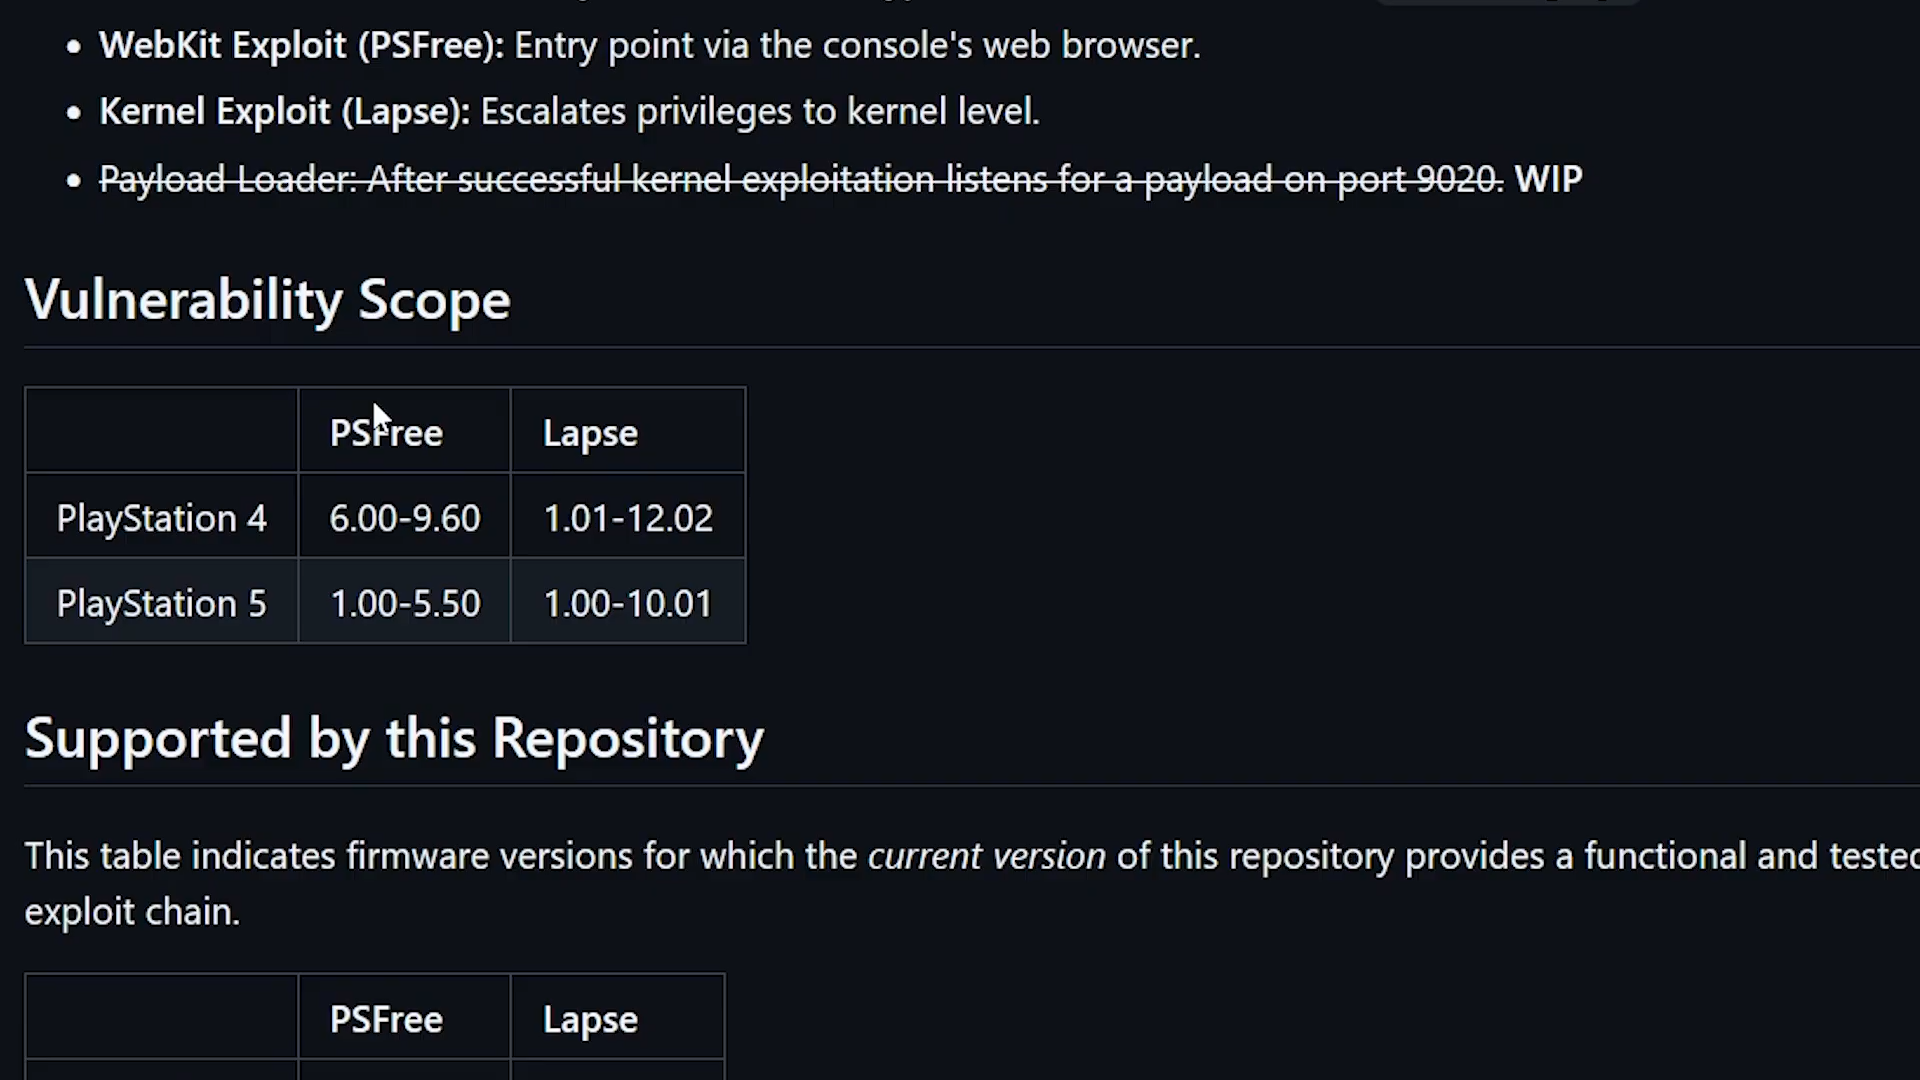 WebKit Exploit (PSFree): Entry point via the console's web browser.
Kernel Exploit (Lapse): Escalates privileges to kernel level.
Payload Loader: After successful kernel exploitation listens for a payload on port 9020. WIP
Vulnerability Scope
PSFree Lapse
PlayStation 4 6.00-9.60 1.01-12.02
PlayStation 5 1.00-5.50 1.00-10.01
Supported by this Repository
This table indicates firmware versions for which the current version of this repository provides a functional and tested
exploit chain.
PSFree Lapse